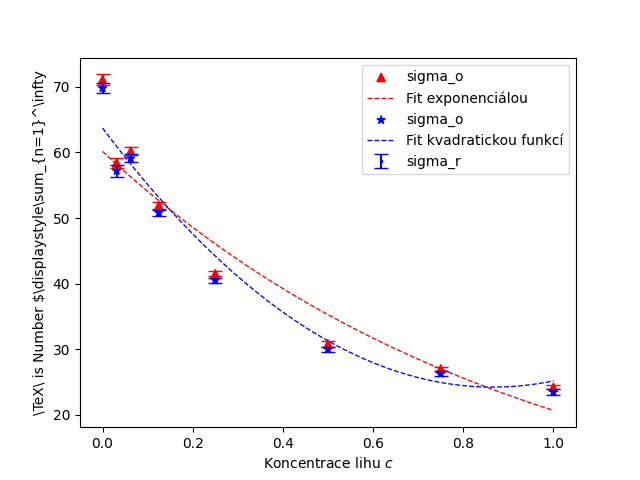 \TeX\ is Number $\displaystyle\sum_{n=1}^\infty
70
60
50
40
30
20
0.0 0.2 0.4 0.6 0.8 1.0
Koncentrace lihu c
sigma_o
Fit exponenciálou
sigma_o
Fit kvadratickou funkcí
sigma_r